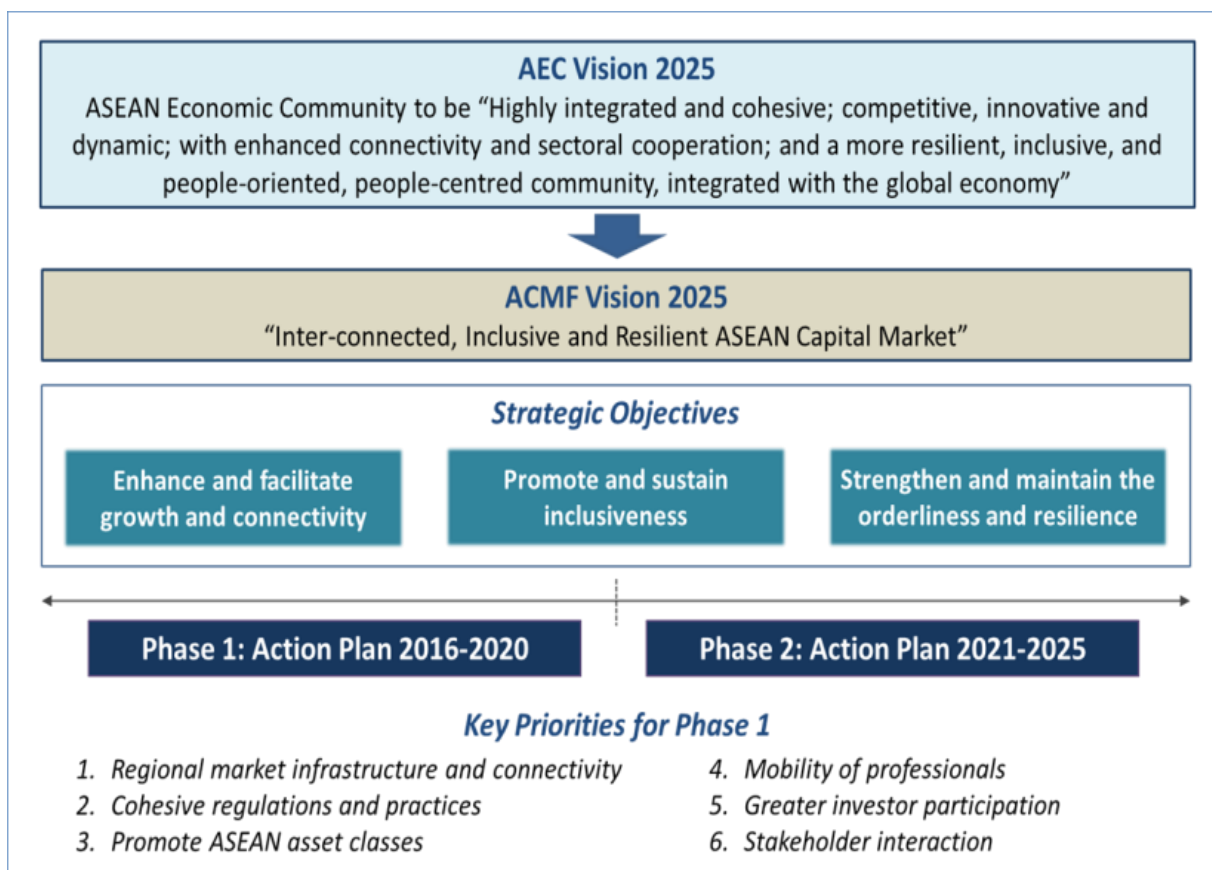 AEC Vision 2025
ASEAN Economic Community to be “Highly integrated and cohesive; competitive, innovative and
dynamic; with enhanced connectivity and sectoral cooperation; and a more resilient, inclusive, and
people-oriented, people-centred community, integrated with the global economy”
ACMF Vision 2025
“Inter-connected, Inclusive and Resilient ASEAN Capital Market”
Strategic Objectives
Enhance and facilitate
growth and connectivity
Promote and sustain
inclusiveness
Strengthen and maintain the
orderliness and resilience
Phase 1: Action Plan 2016-2020
Phase 2: Action Plan 2021-2025
Key Priorities for Phase 1
1. Regional market infrastructure and connectivity
2. Cohesive regulations and practices
3. Promote ASEAN asset classes
4. Mobility of professionals
5. Greater investor participation
6. Stakeholder interaction